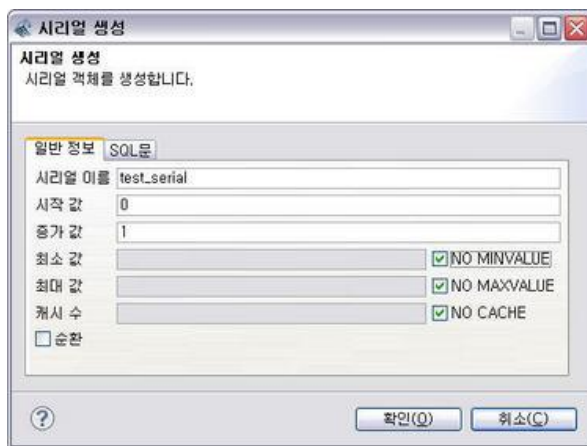 시리얼 생성
시리얼 생성
시리얼 객체를 생성합니다.
일반 정보 SQL문
시리얼 이름 test_serial
시작 값 0
증가 값 1
최소 값 NO MINVALUE
최대 값 NO MAXVALUE
캐시 수 NO CACHE
순환
? 확인(O) 취소(C)